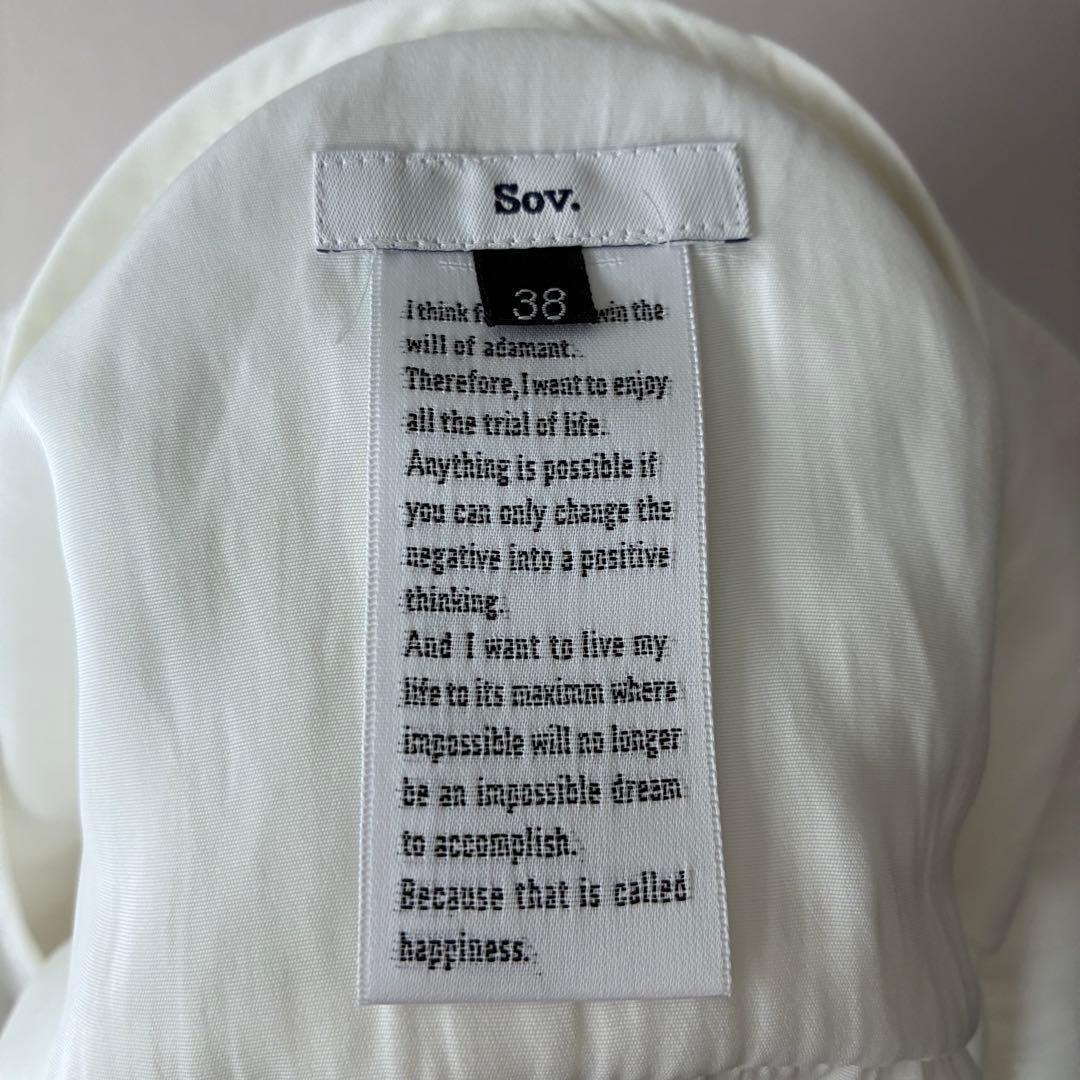 Sov.
38
I think win the
will of adamant.
Therefore, I want to enjoy
all the trial of life.
Anything is possible if
you can only change the
negative into a positive
thinking.
And I want to live my
life to its maximm where
impossible will no longer
be an impossible dream
to accomplish.
Because that is called
happiness.